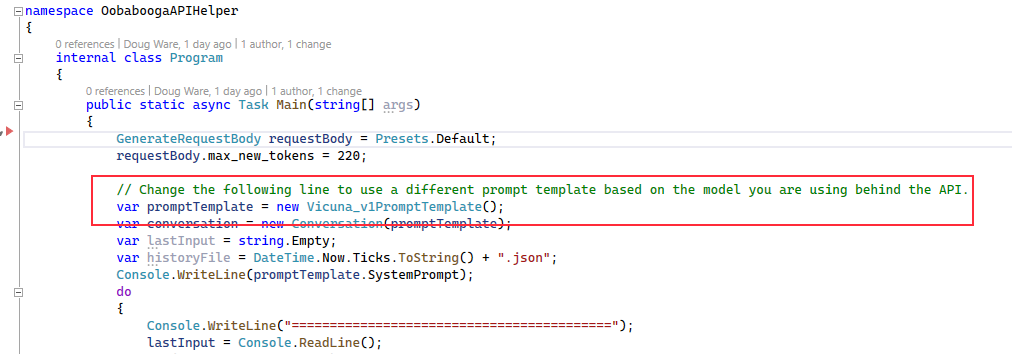 namespace OobaboogaAPIHelper
{
0 references | Doug Ware, 1 day ago | 1 author, 1 change
internal class Program
{
0 references | Doug Ware, 1 day ago | 1 author, 1 change
public static async Task Main(string[] args)
{
GenerateRequestBody requestBody = Presets.Default;
requestBody.max_new_tokens = 220;
// Change the following line to use a different prompt template based on the model you are using behind the API.
var promptTemplate = new Vicuna_v1PromptTemplate();
var conversation = new Conversation(promptTemplate);
var lastInput = string.Empty;
var historyFile = DateTime.Now.Ticks.ToString() + ".json";
Console.WriteLine(promptTemplate.SystemPrompt);
do
{
Console.WriteLine("==========================================");
lastInput = Console.ReadLine();